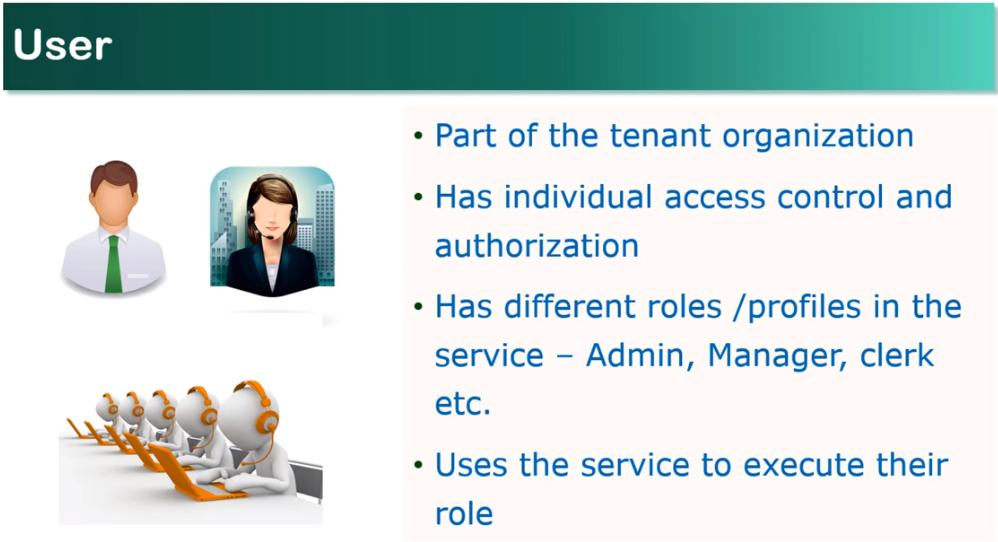 User
• Part of the tenant organization
• Has individual access control and
authorization
• Has different roles /profiles in the
service – Admin, Manager, clerk
etc.
• Uses the service to execute their
role